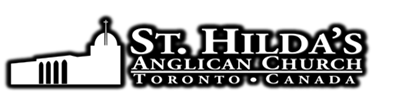 ST. HILDA'S
ANGLICAN CHURCH
TORONTO • CANADA